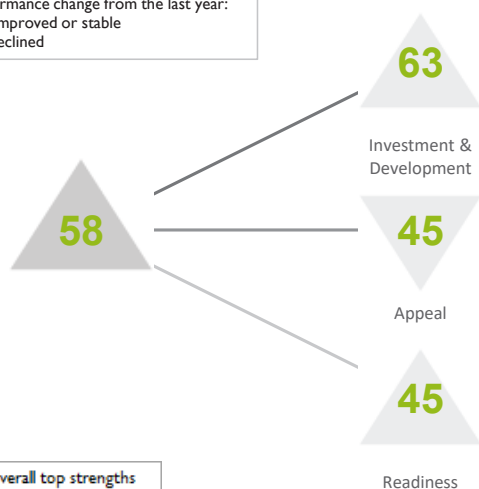 rmance change from the last year:
mproved or stable
eclined
63
Investment &
Development
58
45
Appeal
45
Readiness
verall top strengths